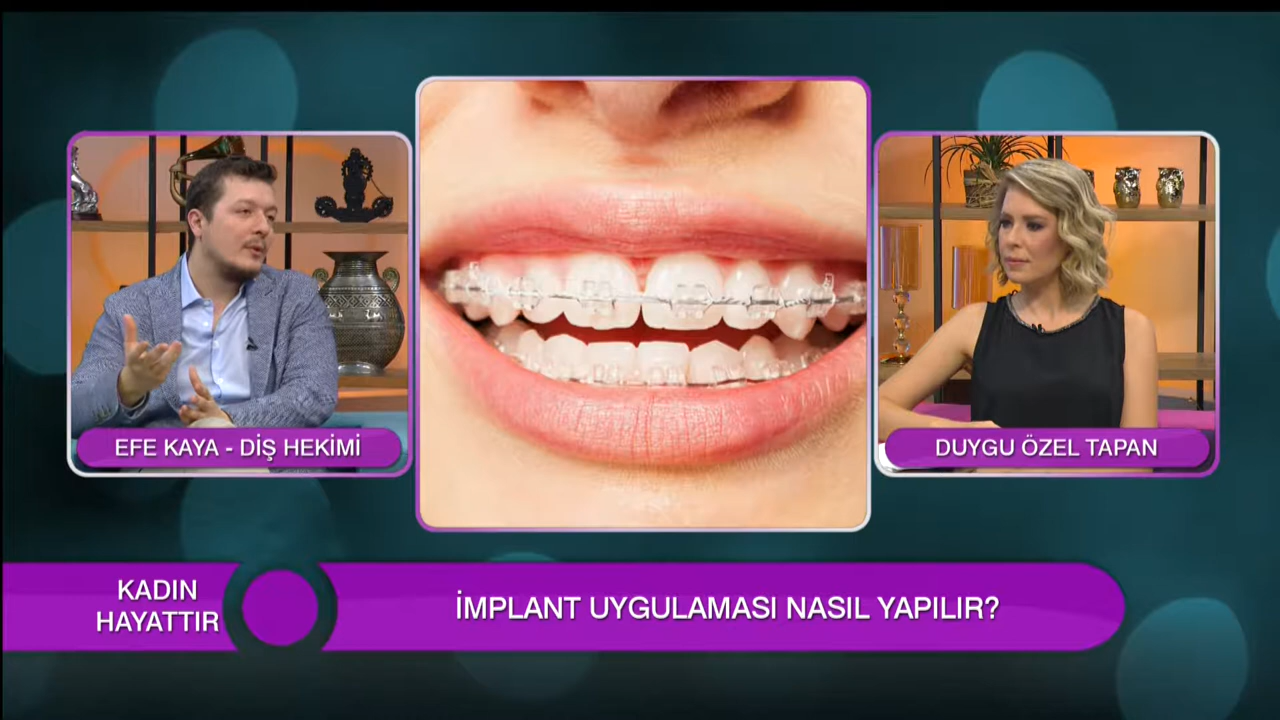 EFE KAYA - DİŞ HEKİMİ
DUYGU ÖZEL TAPAN
KADIN
HAYATTIR
İMPLANT UYGULAMASI NASIL YAPILIR?